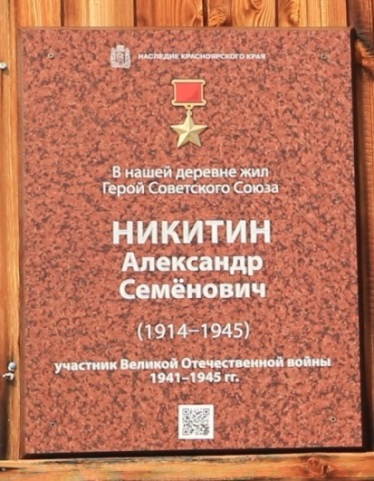 НАСЛЕДИЕ КРАСНОЯРСКОГО КРАЯ
В нашей деревне жил
Герой Советского Союза
НИКИТИН
Александр
Семёнович
(1914–1945)
участник Великой Отечественной войны
1941–1945 гг.